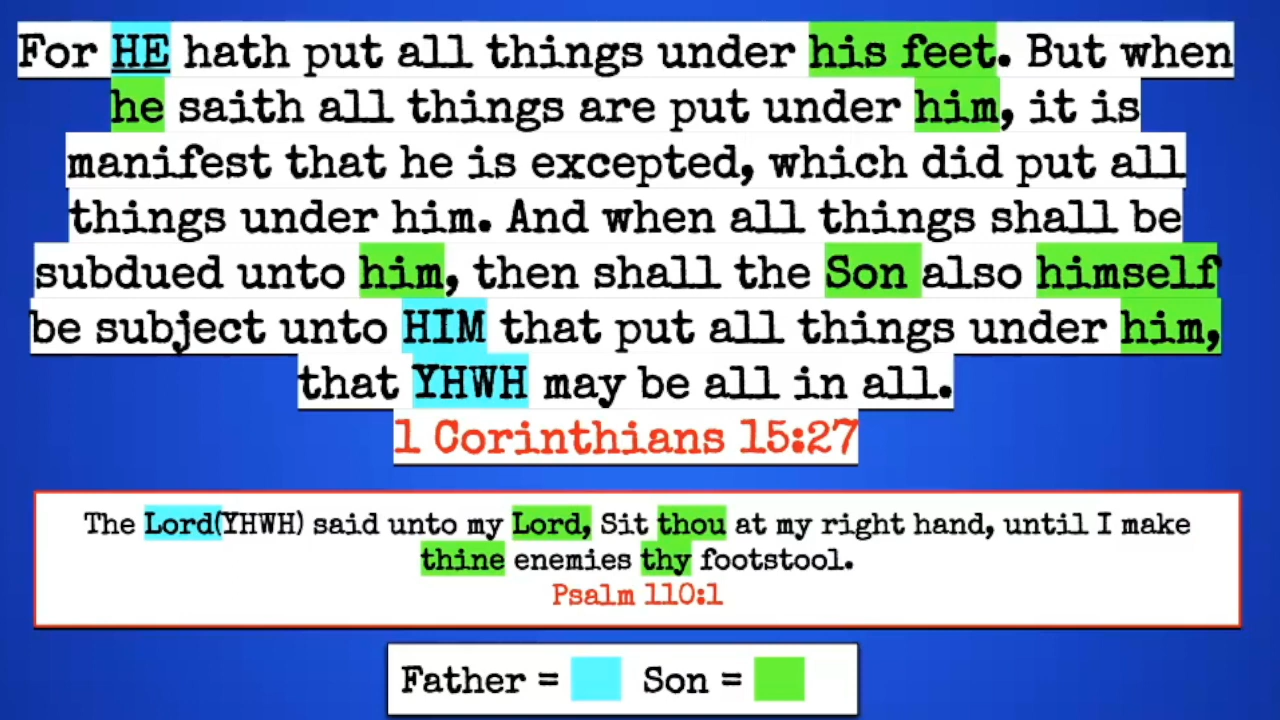 For HE hath put all things under his feet. But when
he saith all things are put under him, it is
manifest that he is excepted, which did put all
things under him. And when all things shall be
subdued unto him, then shall the Son also himself
be subject unto HIM that put all things under him,
that YHWH may be all in all.
1 Corinthians 15:27
The Lord(YHWH) said unto my Lord, Sit thou at my right hand, until I make
thine enemies thy footstool.
Psalm 110:1
Father = Son =